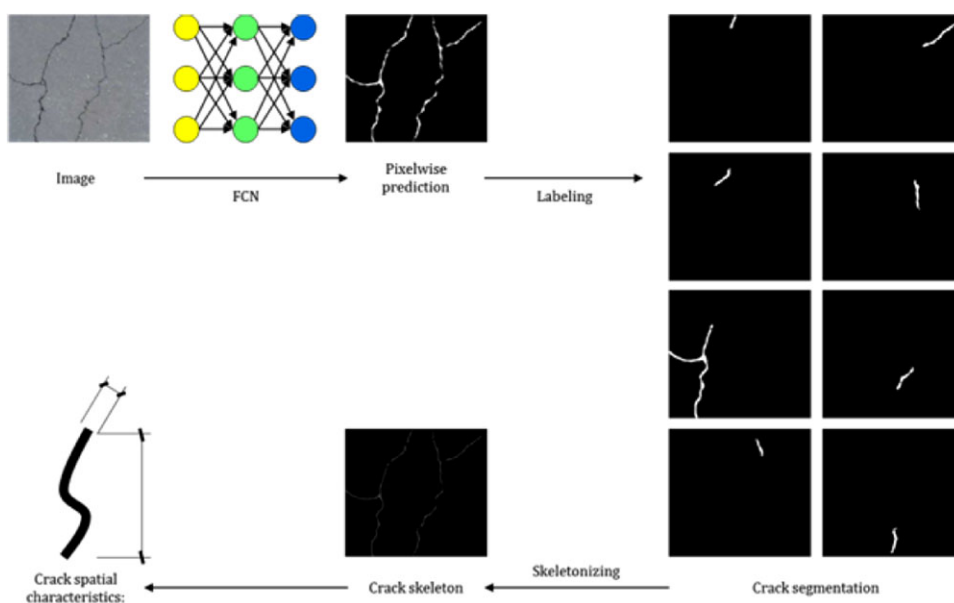 Image
FCN
Pixelwise
prediction
Labeling
Crack spatial
characteristics:
Crack skeleton
Skeletonizing
Crack segmentation